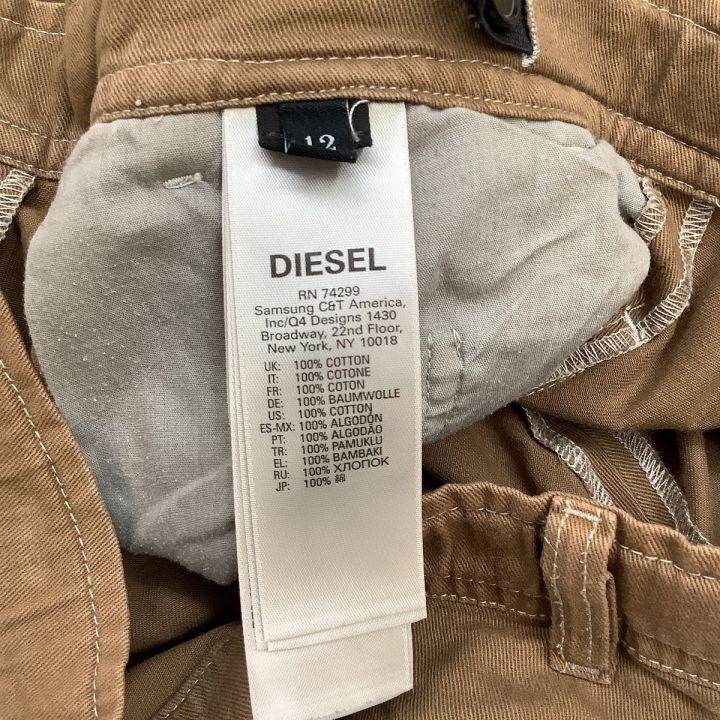 12
DIESEL
RN 74299
Samsung C&T America,
Inc/Q4 Designs 1430
Broadway, 22nd Floor,
New York, NY 10018
UK: 100% COTTON
IT: 100% COTONE
FR: 100% COTON
DE: 100% BAUMWOLLE
US: 100% COTTON
ES-MX: 100% ALGODÓN
PT: 100% ALGODÃO
TR: 100% PAMUKLU
EL: 100% BAMBAKI
RU: 100% ХЛОПОК
JP: 100% 綿